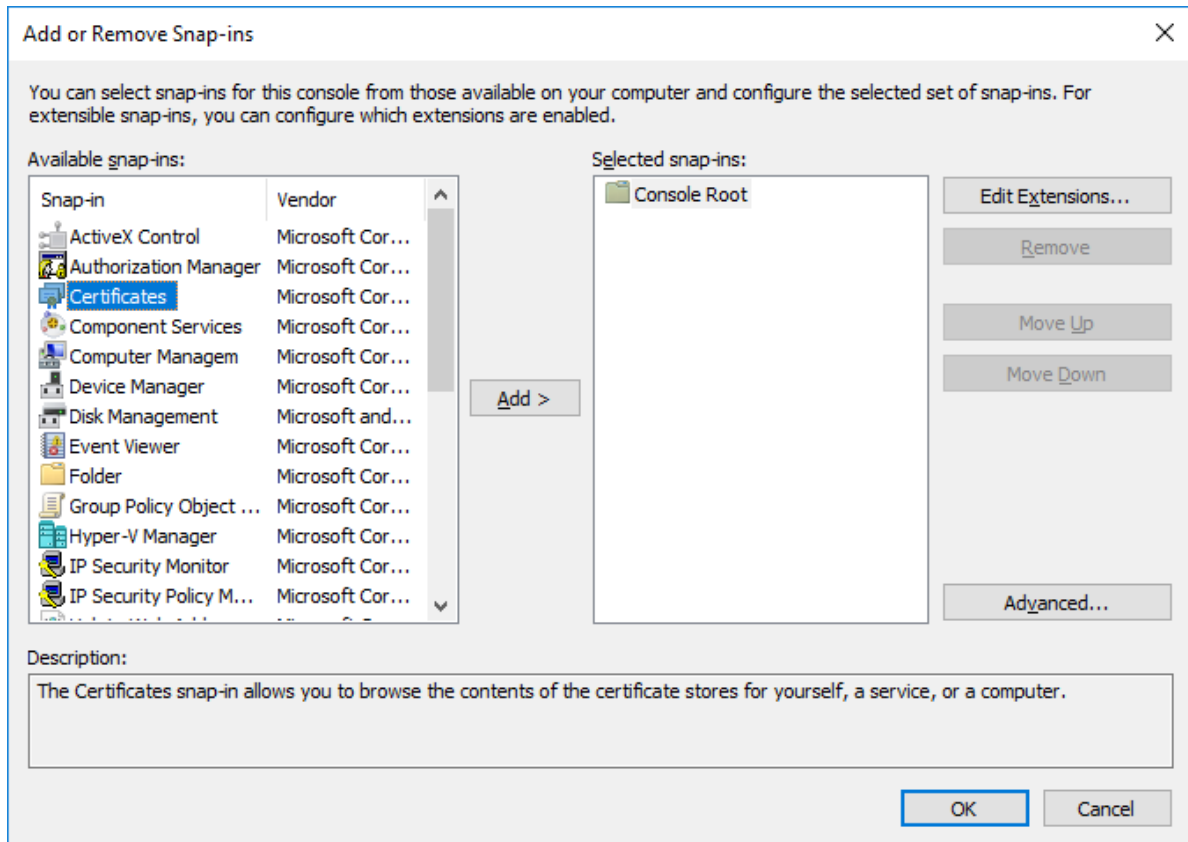 Add or Remove Snap-ins
You can select snap-ins for this console from those available on your computer and configure the selected set of snap-ins. For
extensible snap-ins, you can configure which extensions are enabled.
Available snap-ins:
Snap-in Vendor
ActiveX Control Microsoft Cor...
Authorization Manager Microsoft Cor...
Certificates Microsoft Cor...
Component Services Microsoft Cor...
Computer Managem Microsoft Cor...
Device Manager Microsoft Cor...
Disk Management Microsoft and...
Event Viewer Microsoft Cor...
Folder Microsoft Cor...
Group Policy Object ... Microsoft Cor...
Hyper-V Manager Microsoft Cor...
IP Security Monitor Microsoft Cor...
IP Security Policy M... Microsoft Cor...
Add >
Selected snap-ins:
Console Root
Edit Extensions...
Remove
Move Up
Move Down
Advanced...
Description:
The Certificates snap-in allows you to browse the contents of the certificate stores for yourself, a service, or a computer.
OK
Cancel